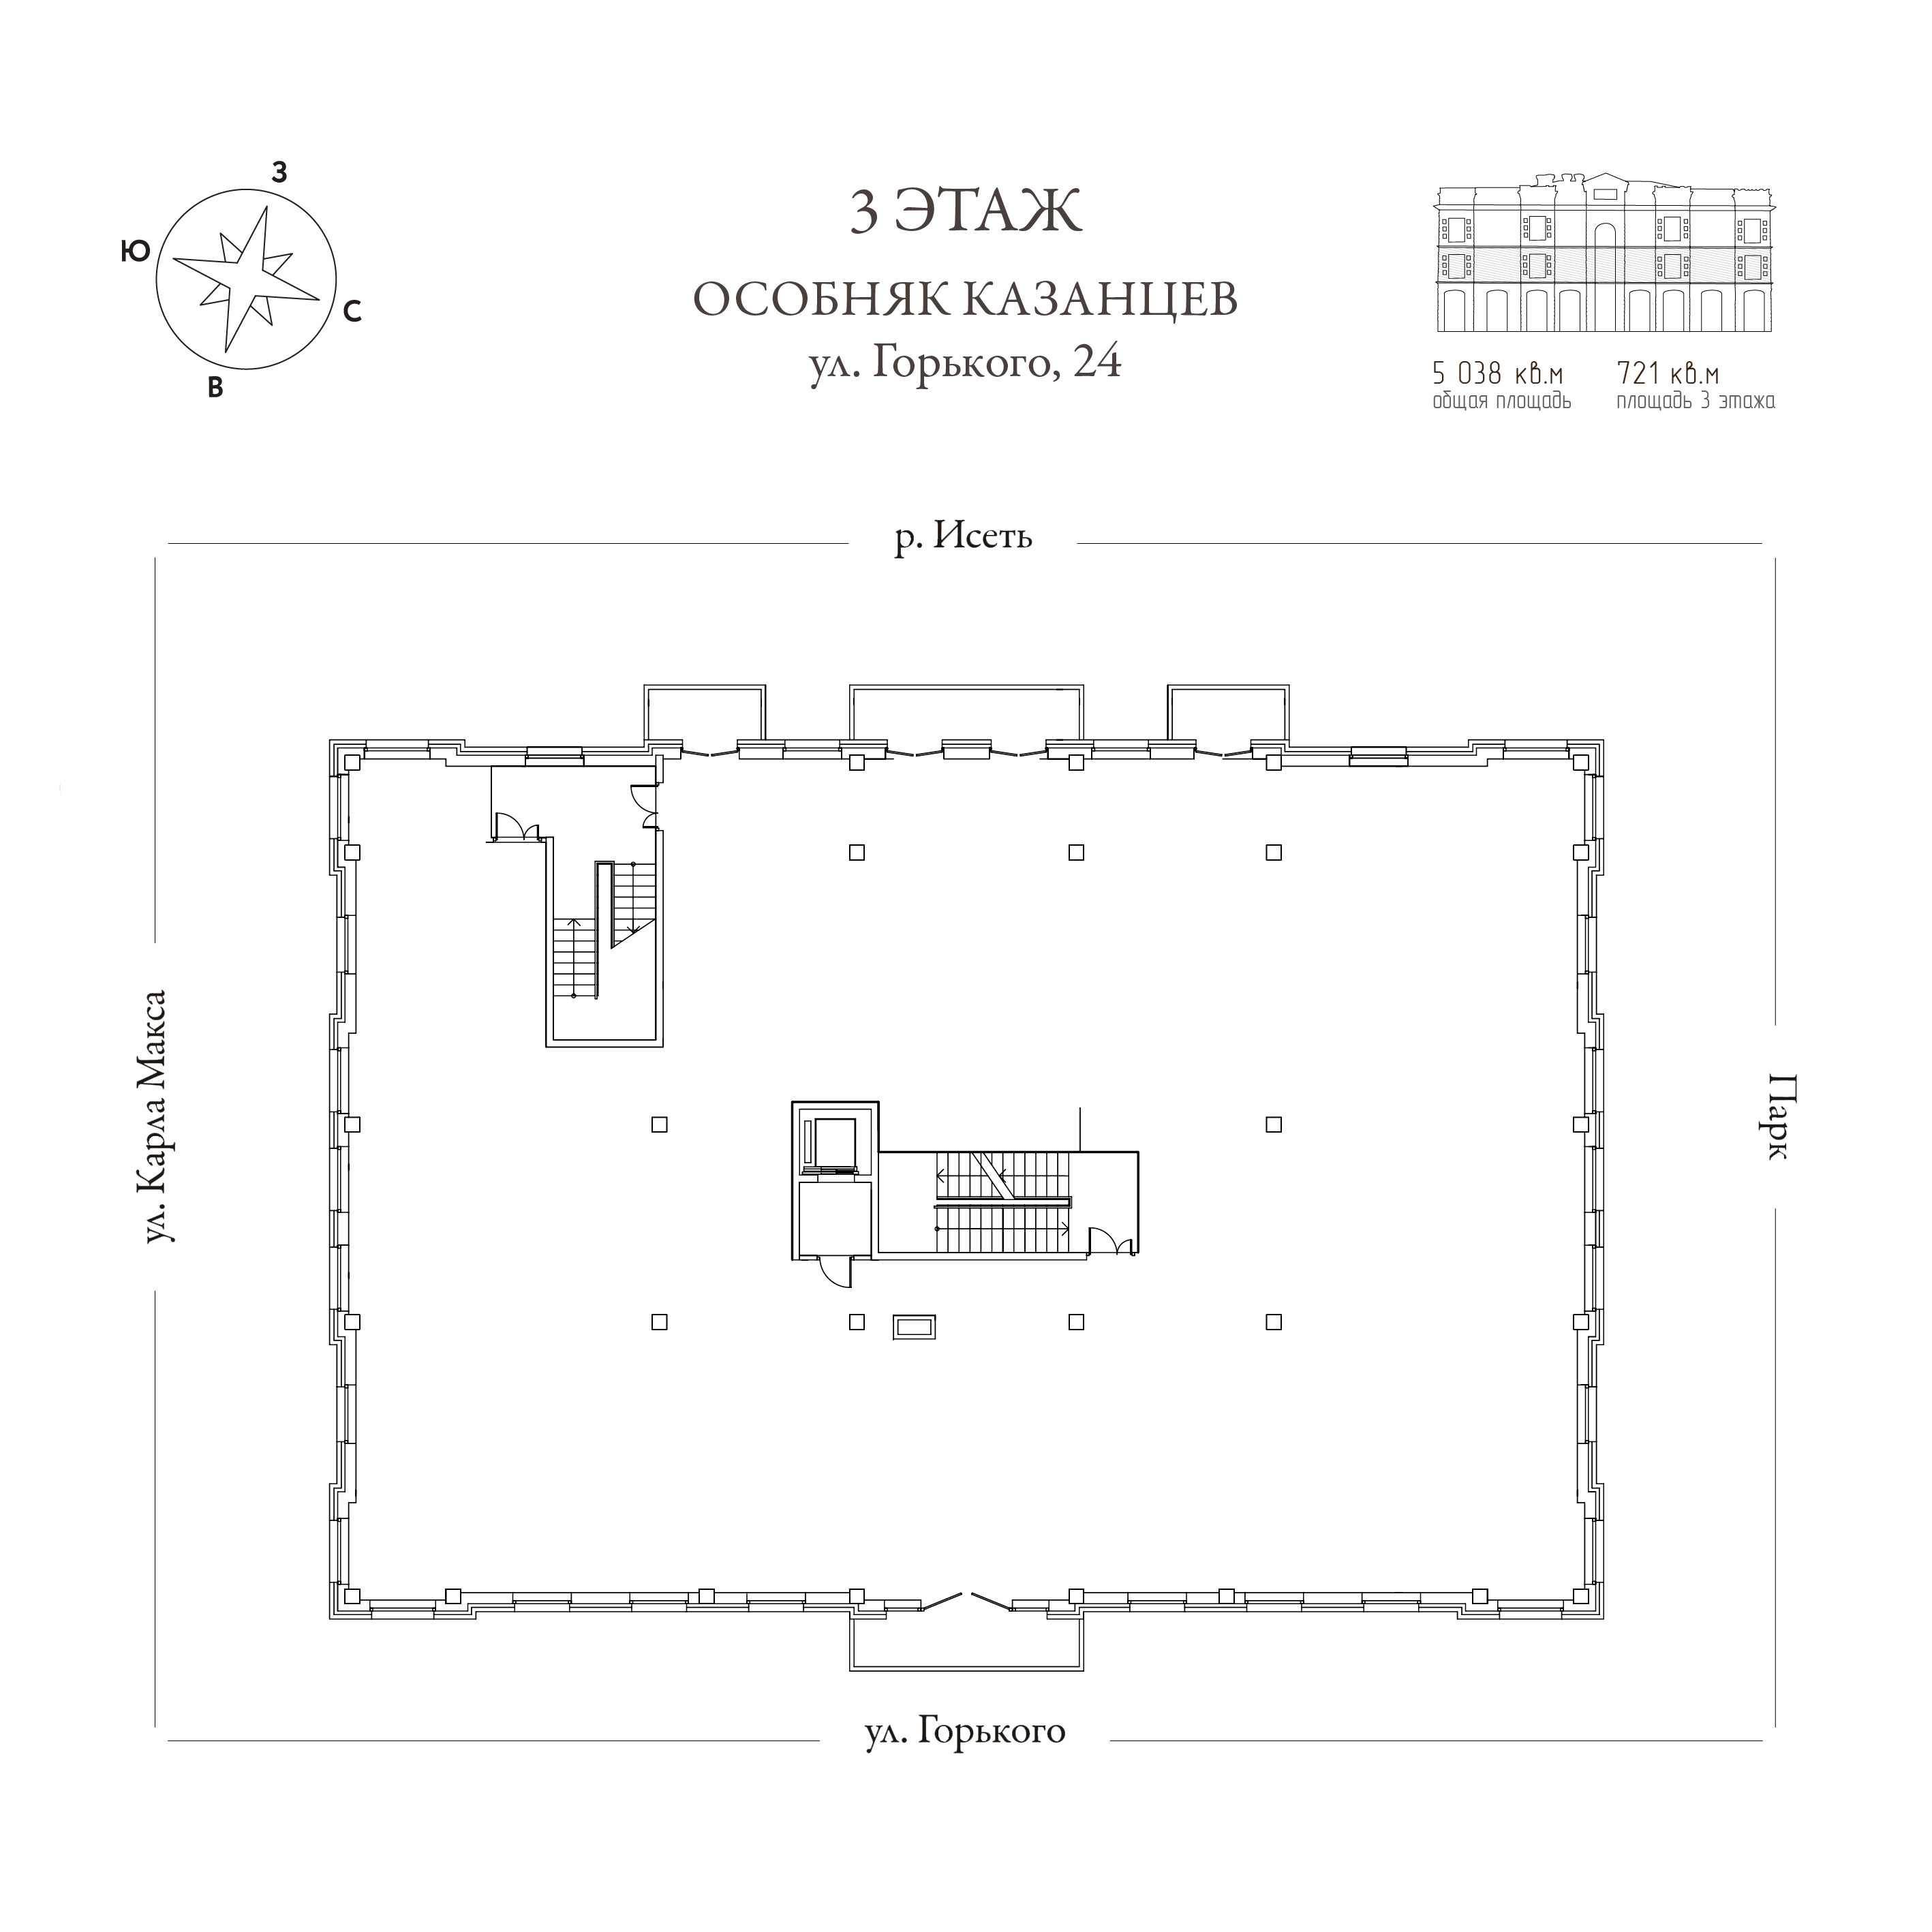 З
Ю
С
В
3 ЭТАЖ
ОСОБНЯК КАЗАНЦЕВ
ул. Горького, 24
5 038 кв.м
общая площадь
721 кв.м
площадь 3 этажа
р. Исеть
ул. Карла Макса
Парк
ул. Горького